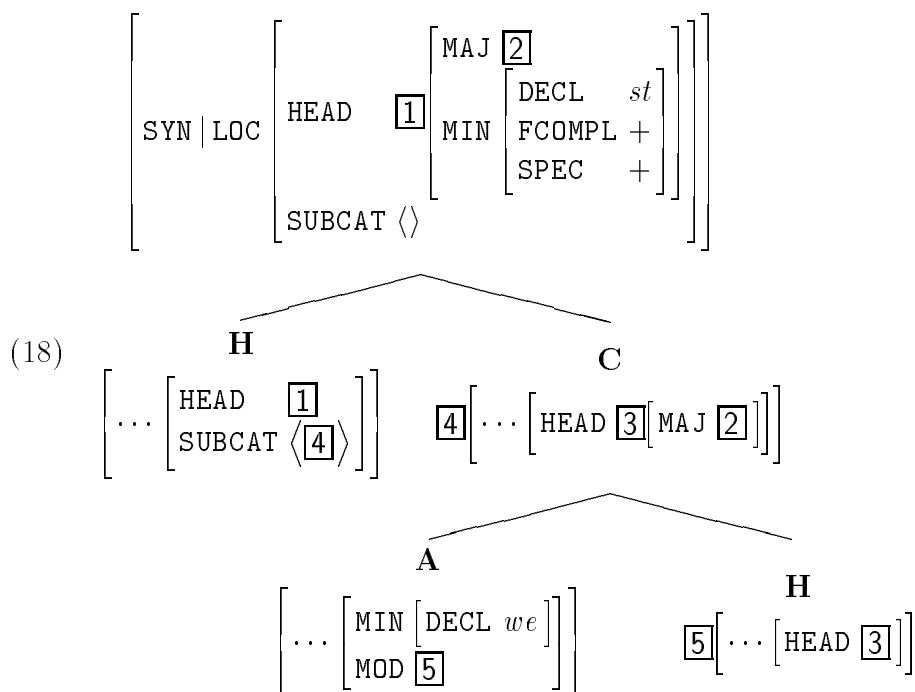 MAJ 2
DECL st
HEAD 1
SYN | LOC MIN FCOMPL +
SPEC +
SUBCAT ⟨⟩
(18)
H C
HEAD 1
··· 4 ··· HEAD 3 MAJ 2
SUBCAT ⟨ 4 ⟩
A H
MIN DECL we
··· 5 ··· HEAD 3
MOD 5